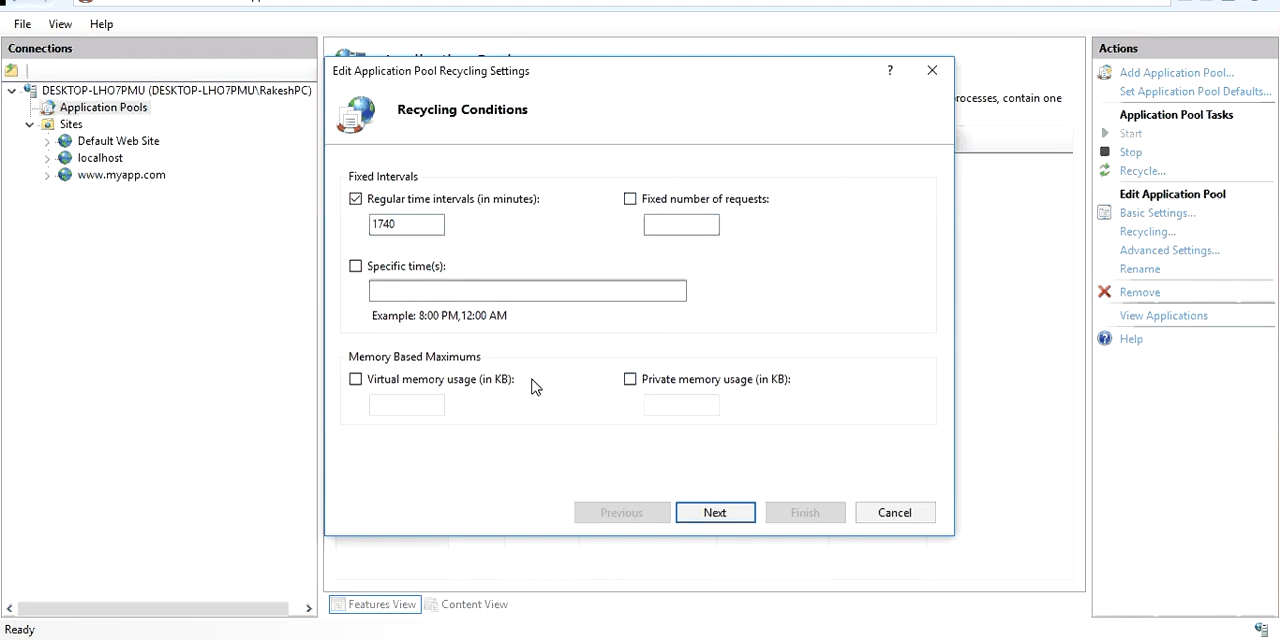 File View Help
Connections
DESKTOP-LHO7PMU (DESKTOP-LHO7PMU\RakeshPC)
Application Pools
Sites
Default Web Site
localhost
www.myapp.com
Edit Application Pool Recycling Settings
?
Recycling Conditions
rocesses, contain one
Fixed Intervals
Regular time intervals (in minutes):
Fixed number of requests:
1740
Specific time(s):
Example: 8:00 PM,12:00 AM
Memory Based Maximums
Virtual memory usage (in KB):
Private memory usage (in KB):
Previous
Next
Finish
Cancel
Features View
Content View
Actions
Add Application Pool...
Set Application Pool Defaults...
Application Pool Tasks
Start
Stop
Recycle...
Edit Application Pool
Basic Settings...
Recycling...
Advanced Settings...
Rename
Remove
View Applications
Help
Ready